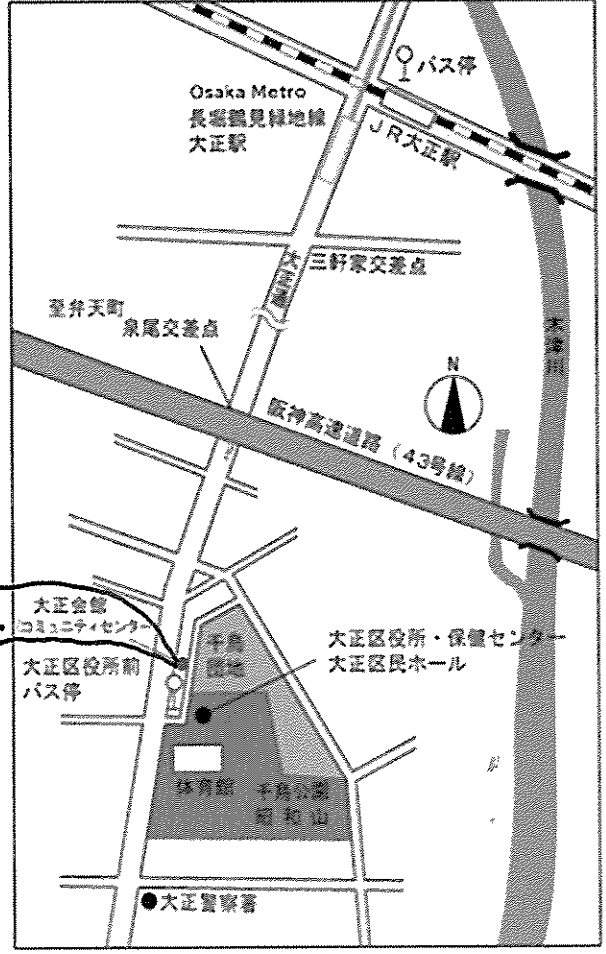 バス停
Osaka Metro
長堀鶴見緑地線
大正駅
JR大正駅
三軒家交差点
大正通
至弁天町
泉尾交差点
木津川
N
阪神高速道路（43号線）
大正会館
コミュニティセンター
大正区役所前
バス停
千島
団地
大正区役所・保健センター
大正区民ホール
体育館
千島公園
昭和山
大正警察署